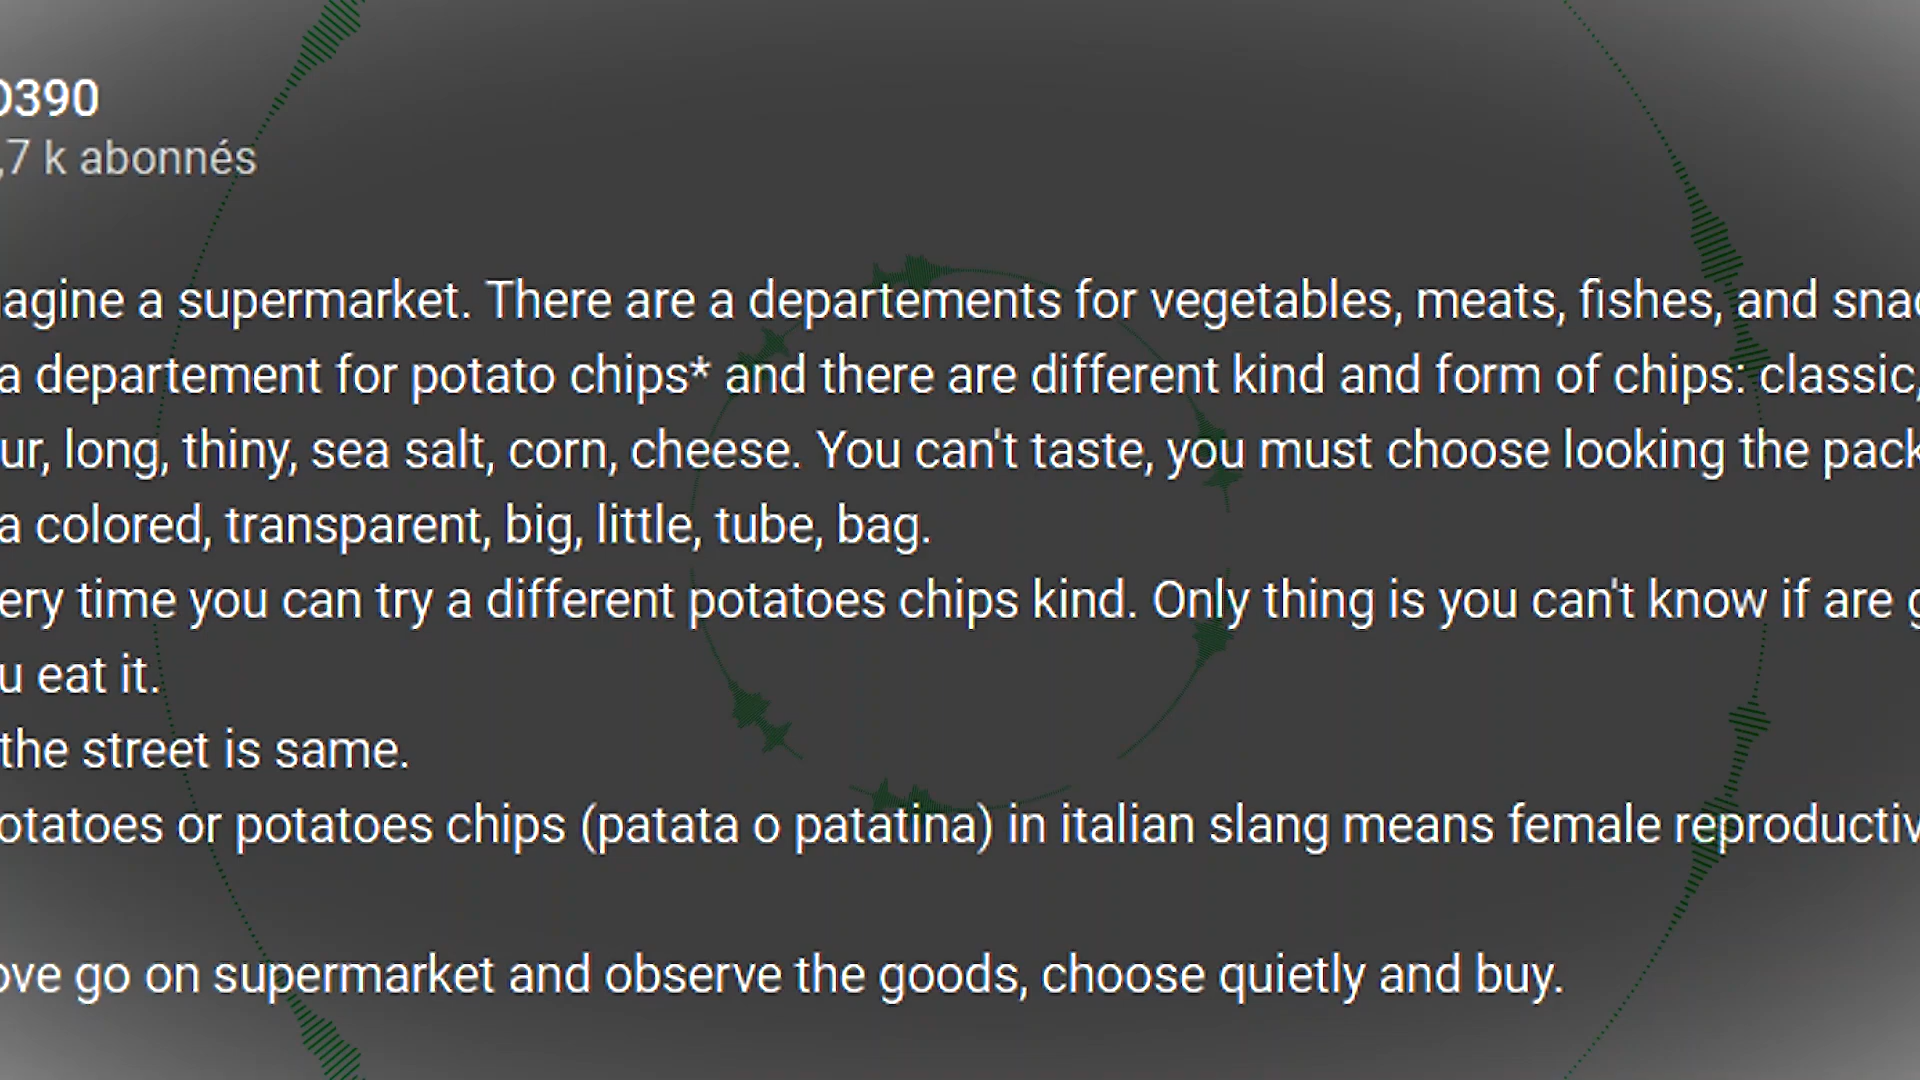 390
,7 k abonnés
agine a supermarket. There are a departements for vegetables, meats, fishes, and snac
a departement for potato chips* and there are different kind and form of chips: classic,
ur, long, thiny, sea salt, corn, cheese. You can't taste, you must choose looking the pack
a colored, transparent, big, little, tube, bag.
ery time you can try a different potatoes chips kind. Only thing is you can't know if are g
u eat it.
the street is same.
otatoes or potatoes chips (patata o patatina) in italian slang means female reproductiv
ove go on supermarket and observe the goods, choose quietly and buy.